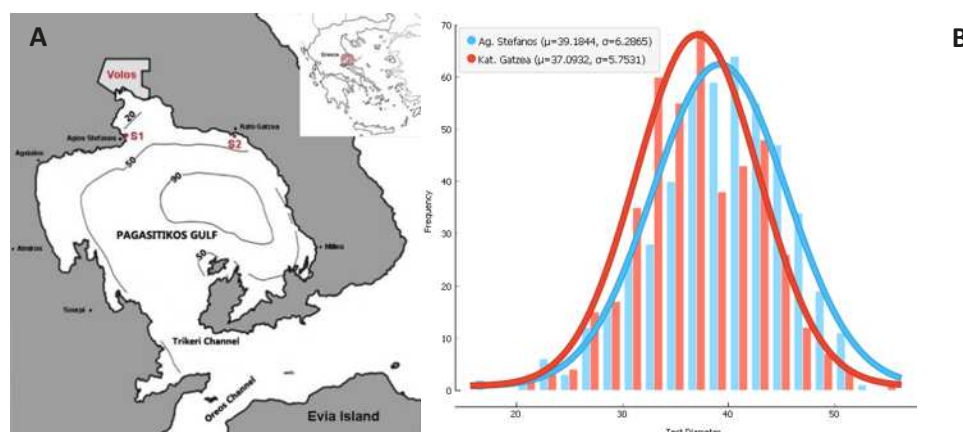 A
Volos
20
Agios Stefanos
S1
Kato Gatzea
S2
50
90
PAGASITIKOS GULF
Almiros
Milina
50
Sourpi
Trikeri Channel
Oreos Channel
Evia Island
Greece
B
Ag. Stefanos (μ=39.1844, σ=6.2865)
Kat. Gatzea (μ=37.0932, σ=5.7531)
Frequency
70
60
50
40
30
20
10
0
20
30
40
50
Test Diameter